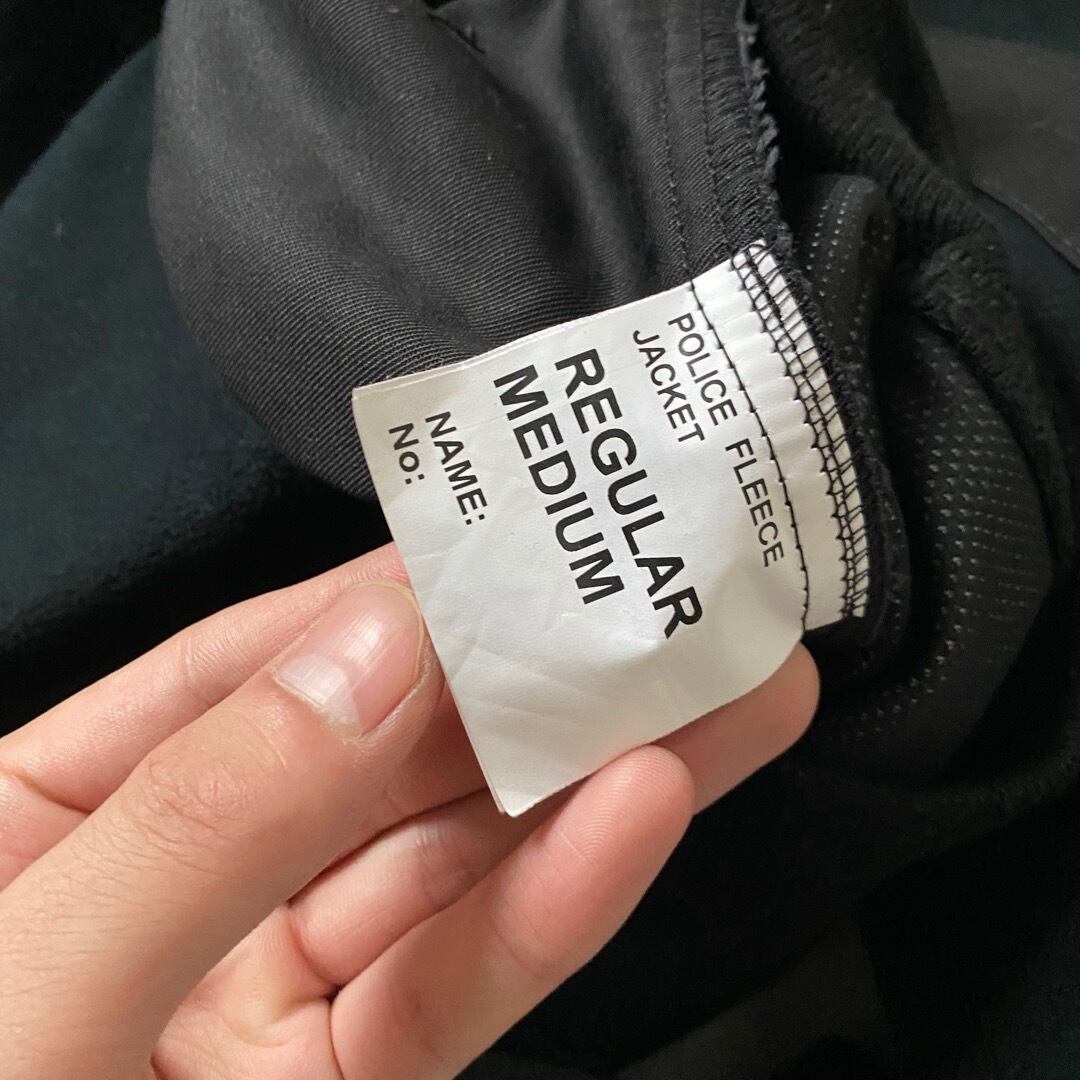 POLICE FLEECE
JACKET
REGULAR
MEDIUM
NAME:
No: